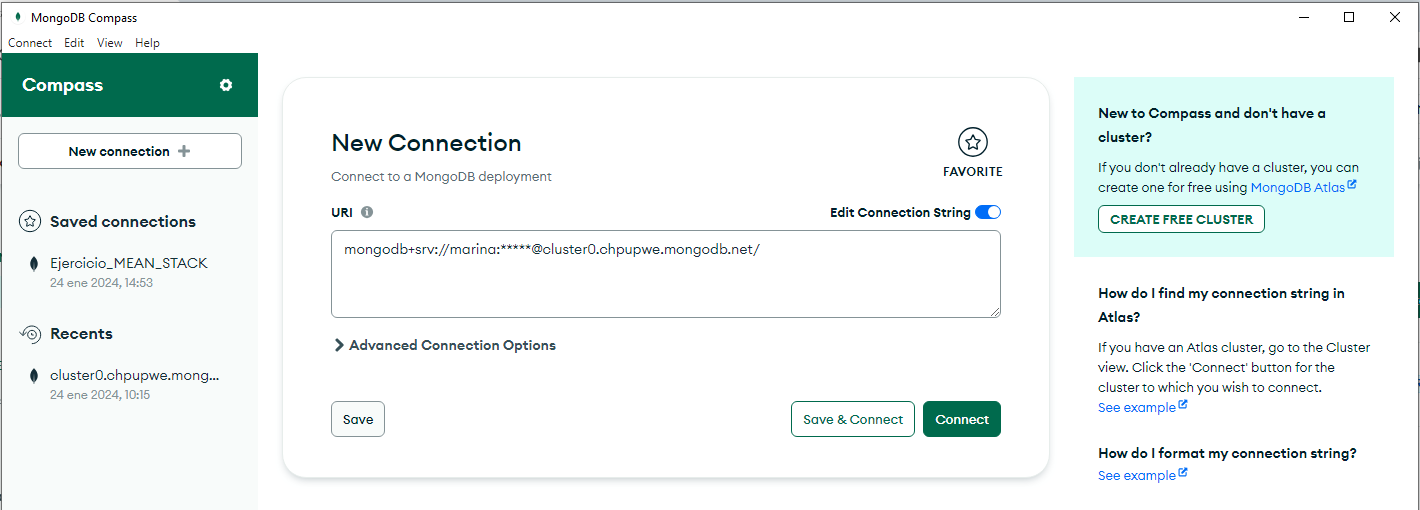 MongoDB Compass
Connect Edit View Help
Compass
New connection
Saved connections
Ejercicio_MEAN_STACK
24 ene 2024, 14:53
Recents
cluster0.chpupwe.mong...
24 ene 2024, 10:15
New Connection
Connect to a MongoDB deployment
FAVORITE
URI
Edit Connection String
mongodb+srv://marina:*****@cluster0.chpupwe.mongodb.net/
Advanced Connection Options
Save
Save & Connect
Connect
New to Compass and don't have a
cluster?
If you don't already have a cluster, you can
create one for free using MongoDB Atlas
CREATE FREE CLUSTER
How do I find my connection string in
Atlas?
If you have an Atlas cluster, go to the Cluster
view. Click the 'Connect' button for the
cluster to which you wish to connect.
See example
How do I format my connection string?
See example